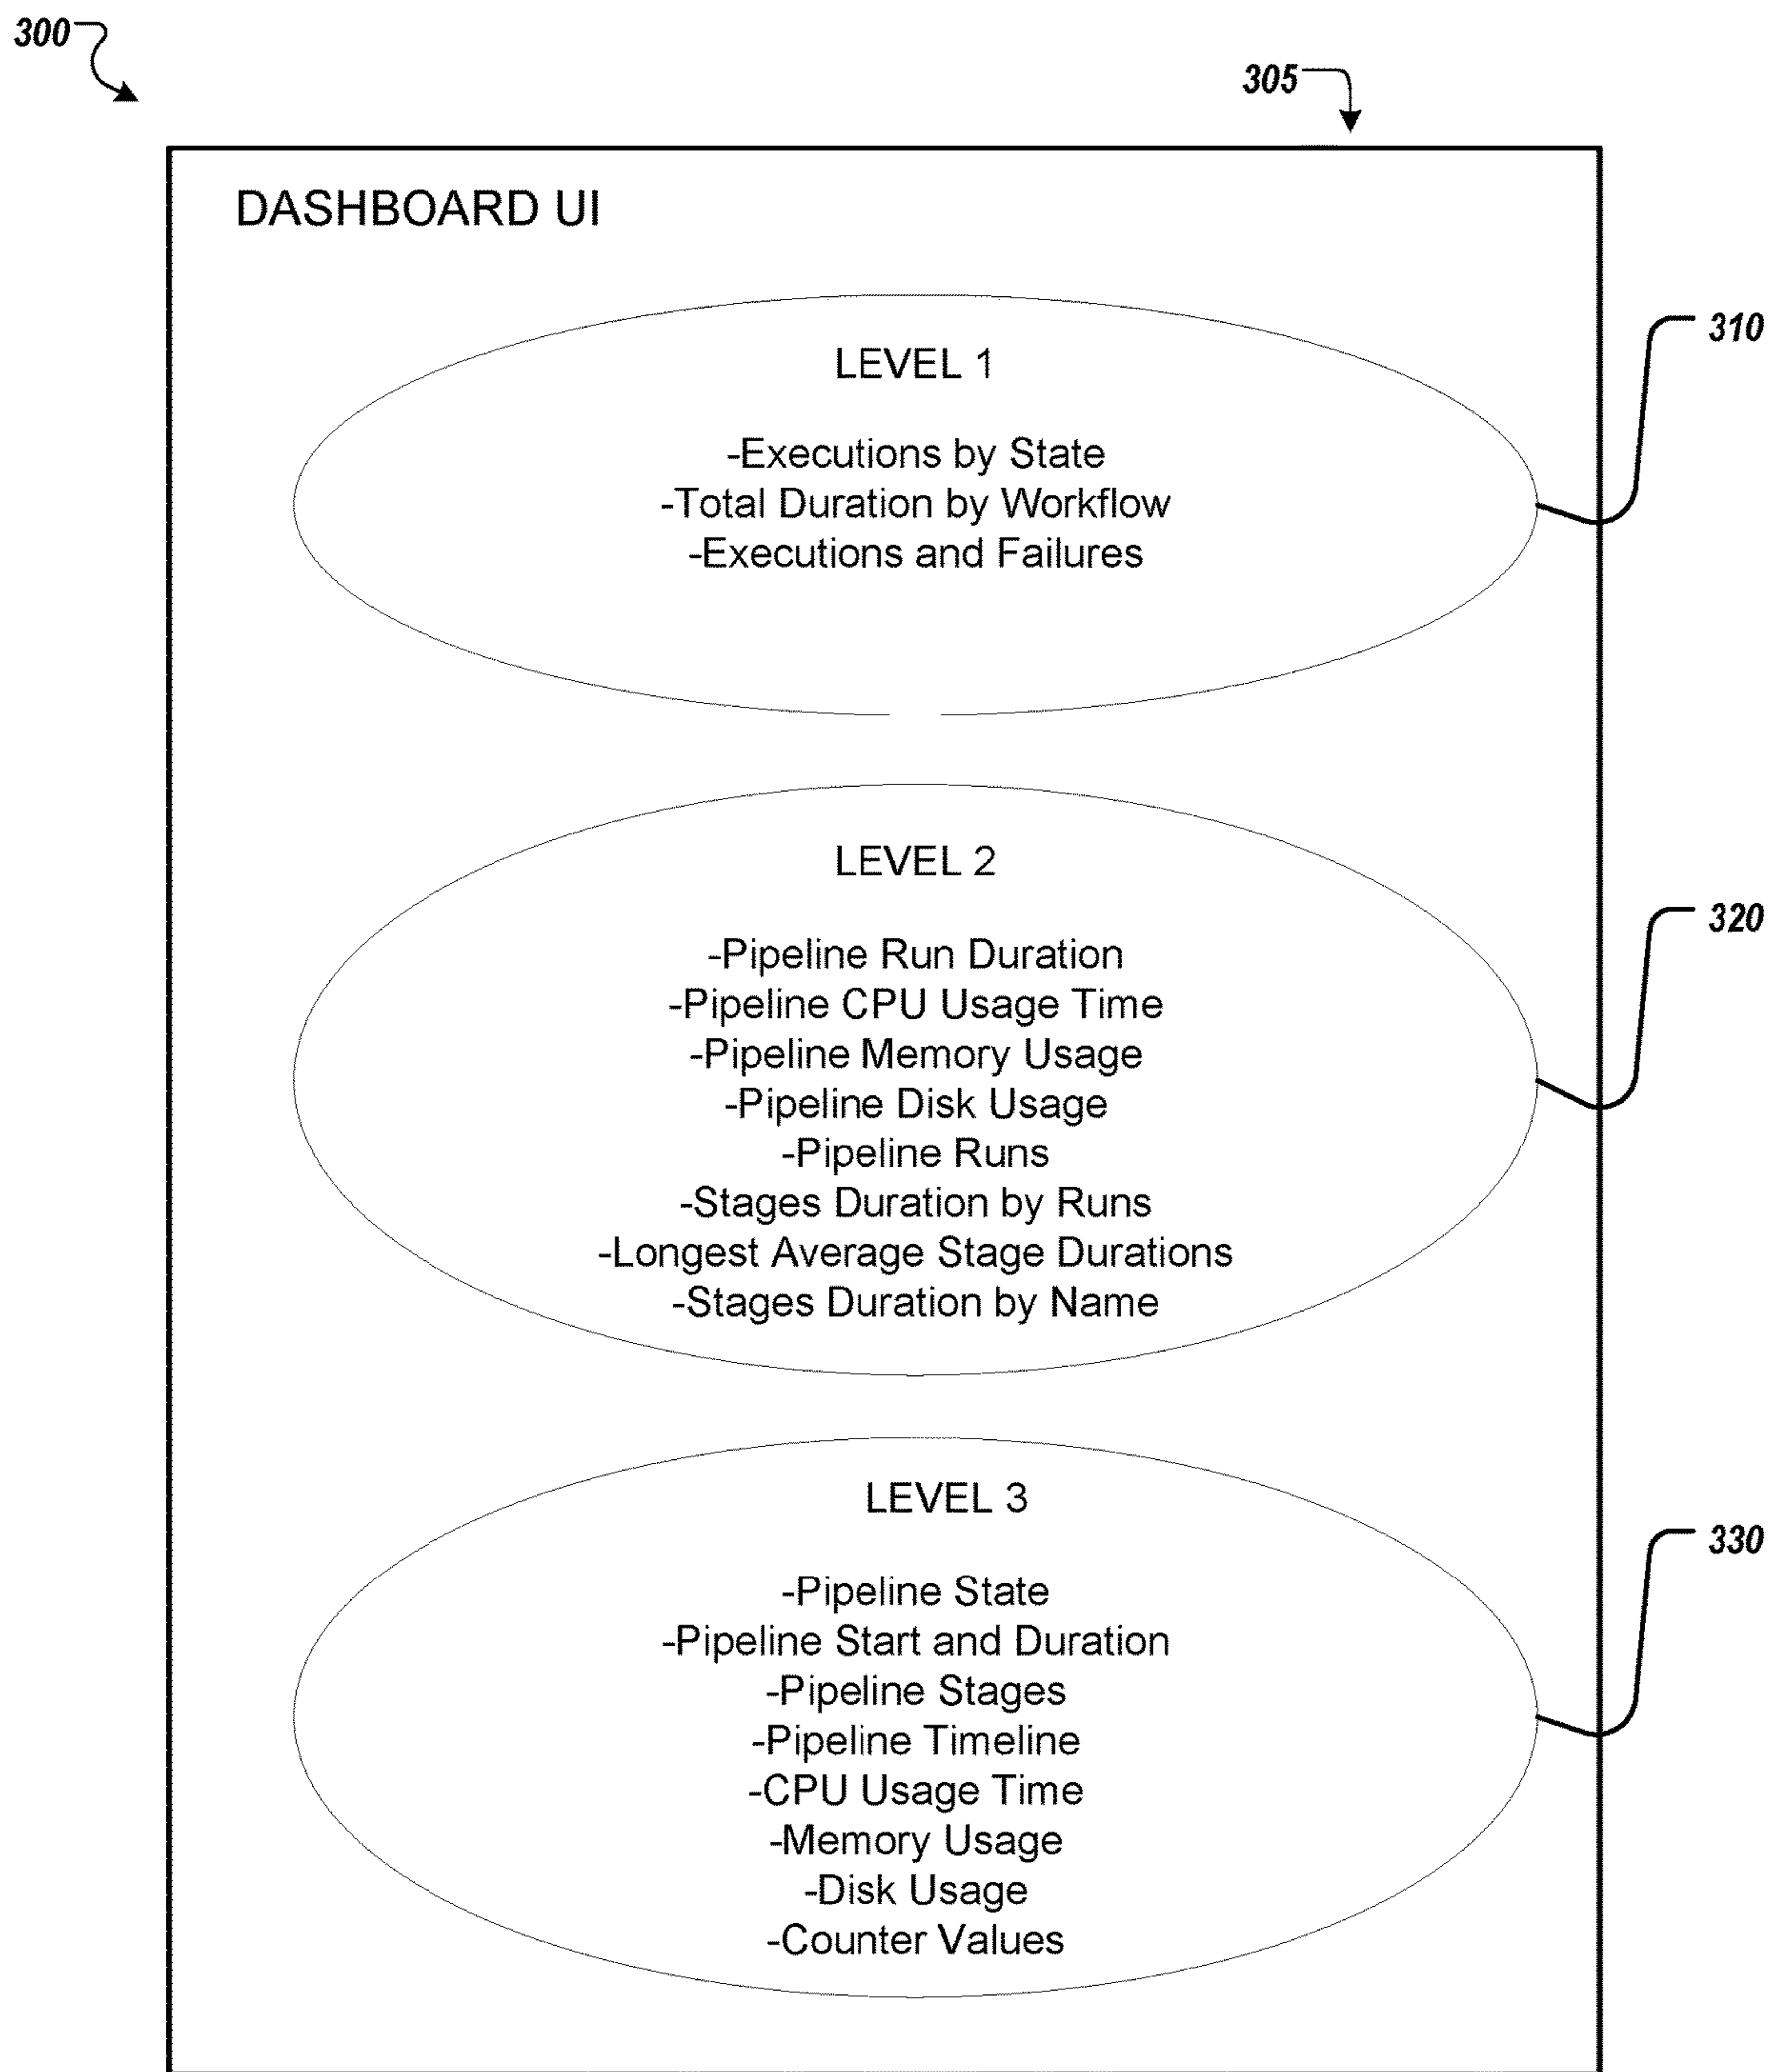 300
305
DASHBOARD UI
310
LEVEL 1
-Executions by State
-Total Duration by Workflow
-Executions and Failures
LEVEL 2
320
-Pipeline Run Duration
-Pipeline CPU Usage Time
-Pipeline Memory Usage
-Pipeline Disk Usage
-Pipeline Runs
-Stages Duration by Runs
-Longest Average Stage Durations
-Stages Duration by Name
LEVEL 3
330
-Pipeline State
-Pipeline Start and Duration
-Pipeline Stages
-Pipeline Timeline
-CPU Usage Time
-Memory Usage
-Disk Usage
-Counter Values